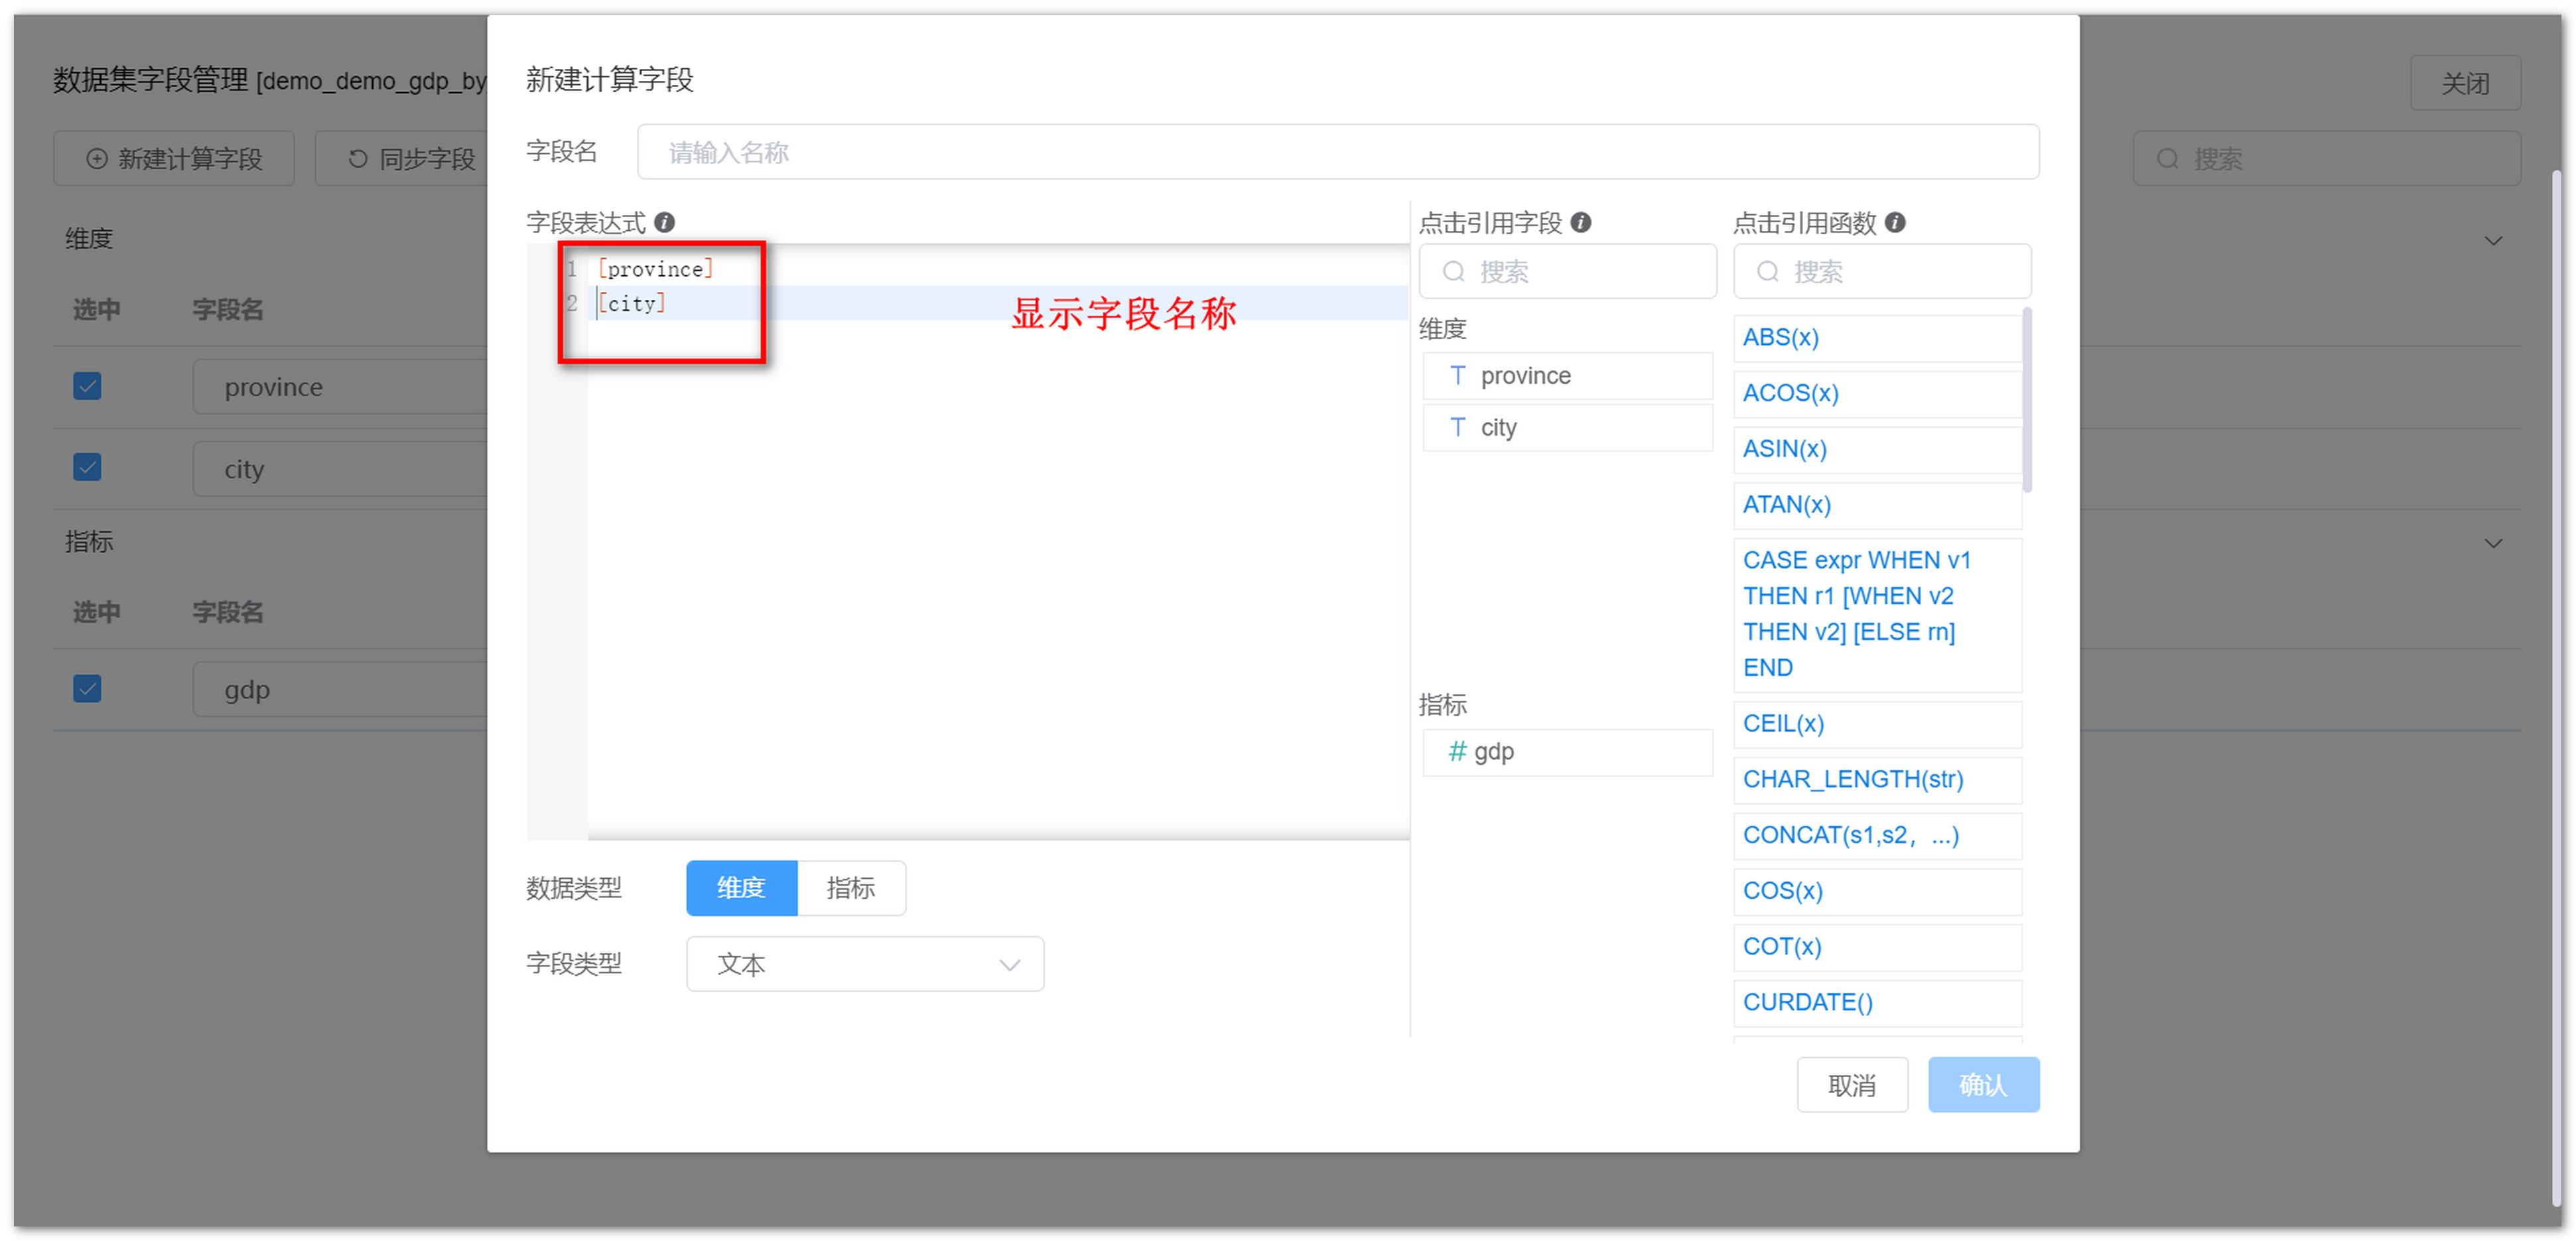 数据集字段管理 [demo_demo_gdp_by
关闭
新建计算字段
同步字段
搜索
维度
选中 字段名
province
city
指标
选中 字段名
gdp
新建计算字段
字段名 请输入名称
字段表达式
1 [province]
2 [city]
显示字段名称
数据类型 维度 指标
字段类型 文本
点击引用字段
搜索
维度
province
city
指标
# gdp
点击引用函数
搜索
ABS(x)
ACOS(x)
ASIN(x)
ATAN(x)
CASE expr WHEN v1
THEN r1 [WHEN v2
THEN v2] [ELSE rn]
END
CEIL(x)
CHAR_LENGTH(str)
CONCAT(s1,s2，...)
COS(x)
COT(x)
CURDATE()
取消 确认